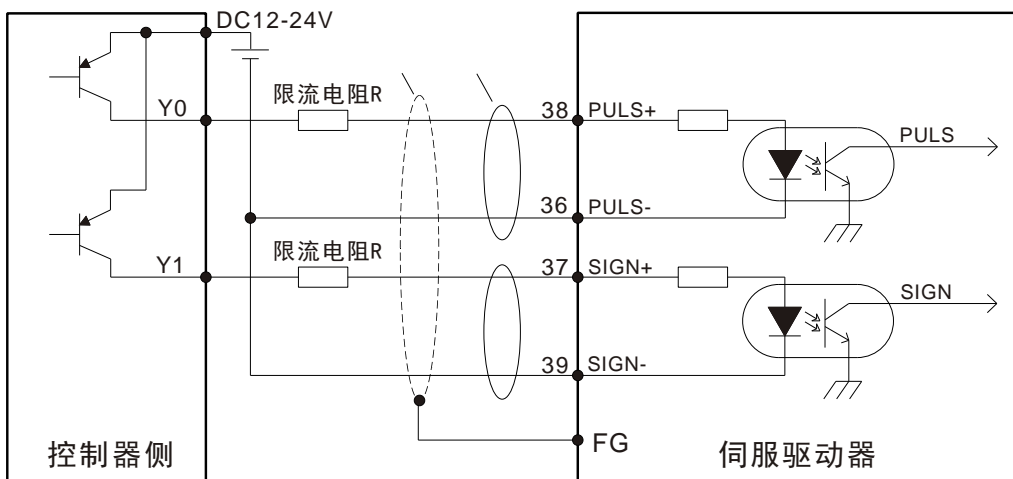 DC12-24V
Y0
限流电阻R
38
PULS+
PULS
36
PULS-
Y1
限流电阻R
37
SIGN+
SIGN
39
SIGN-
FG
控制器侧
伺服驱动器